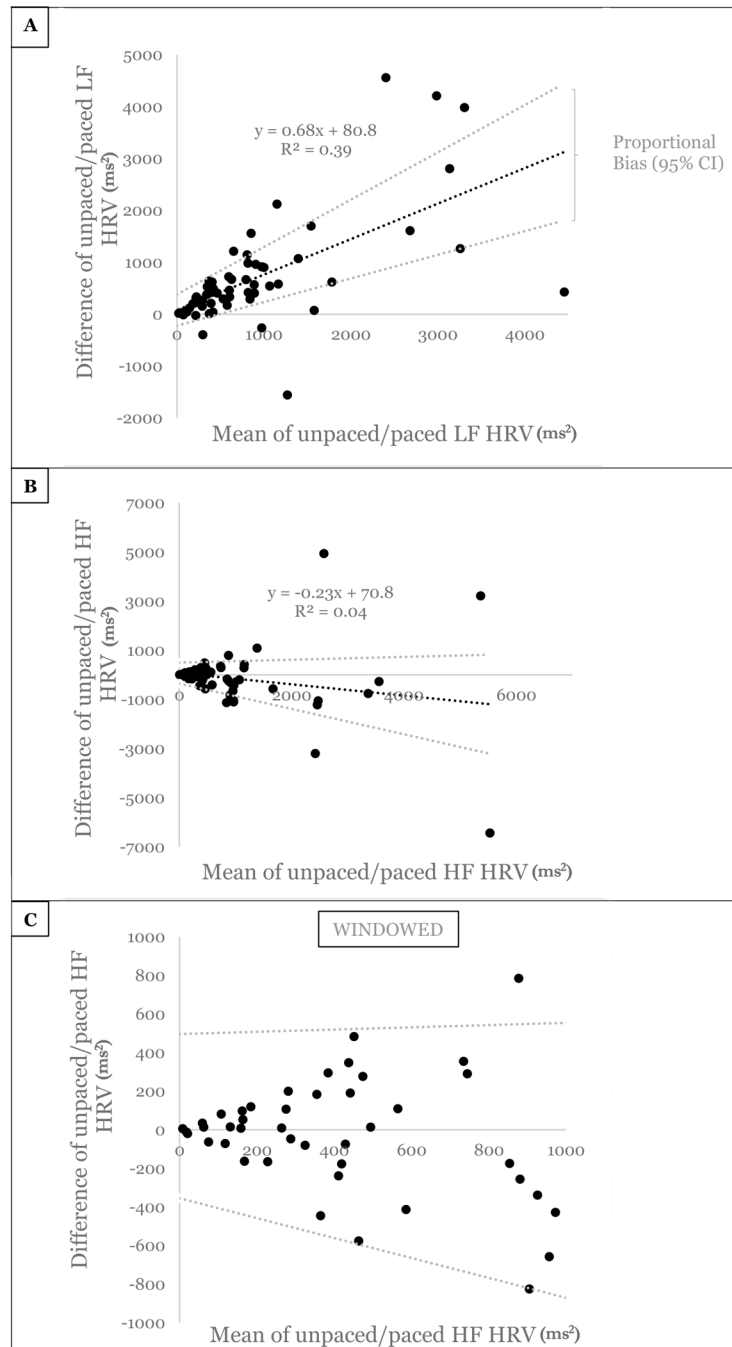 A
5000
4000
3000
2000
1000
0
-1000
-2000
Difference of unpaced/paced LF
HRV (ms²)
y = 0.68x + 80.8
R² = 0.39
Proportional
Bias (95% CI)
0 1000 2000 3000 4000
Mean of unpaced/paced LF HRV (ms²)
B
7000
5000
3000
1000
-1000
-3000
-5000
-7000
Difference of unpaced/paced HF
HRV (ms²)
y = -0.23x + 70.8
R² = 0.04
0 2000 4000 6000
Mean of unpaced/paced HF HRV (ms²)
C
WINDOWED
1000
800
600
400
200
0
-200
-400
-600
-800
-1000
Difference of unpaced/paced HF
HRV (ms²)
0 200 400 600 800 1000
Mean of unpaced/paced HF HRV (ms²)